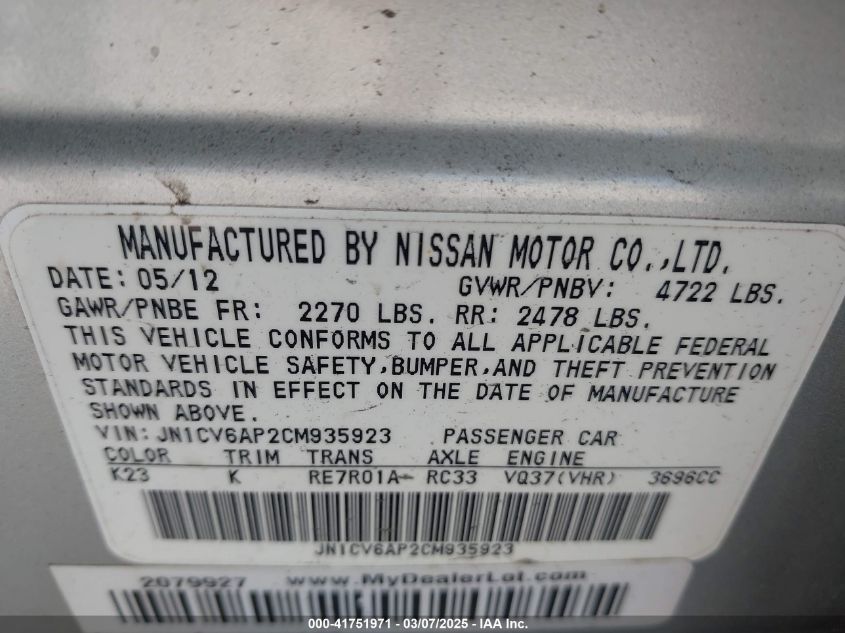 MANUFACTURED BY NISSAN MOTOR CO.,LTD.
DATE: 05/12 GVWR/PNBV: 4722 LBS.
GAWR/PNBE FR: 2270 LBS. RR: 2478 LBS.
THIS VEHICLE CONFORMS TO ALL APPLICABLE FEDERAL
MOTOR VEHICLE SAFETY,BUMPER,AND THEFT PREVENTION
STANDARDS IN EFFECT ON THE DATE OF MANUFACTURE
SHOWN ABOVE.
VIN: JN1CV6AP2CM935923 PASSENGER CAR
COLOR TRIM TRANS AXLE ENGINE
K23 K RE7R01A- RC33 VQ37(VHR) 3696CC
JN1CV6AP2CM935923
2079927 www.MyDealerLot.com
000-41751971 - 03/07/2025 - IAA Inc.